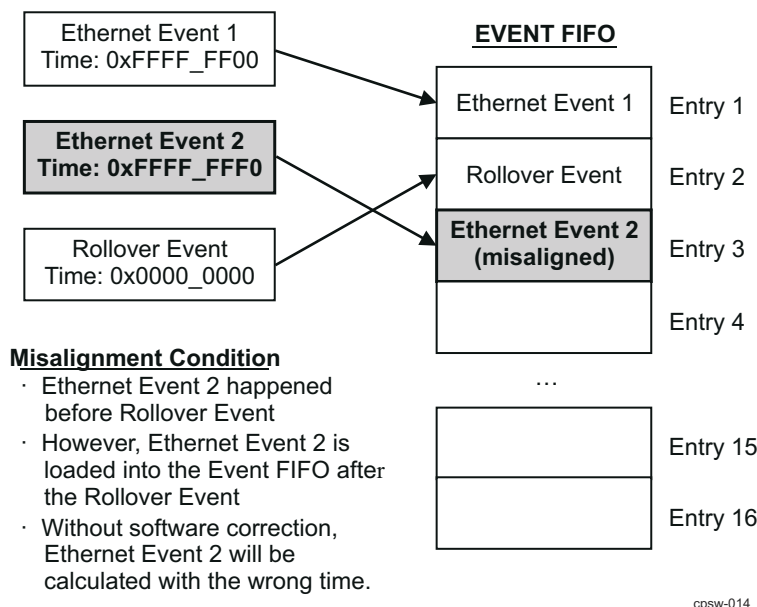 Ethernet Event 1
Time: 0xFFFF_FF00
Ethernet Event 2
Time: 0xFFFF_FFF0
Rollover Event
Time: 0x0000_0000
EVENT FIFO
Ethernet Event 1
Entry 1
Rollover Event
Entry 2
Ethernet Event 2
(misaligned)
Entry 3
Entry 4
...
Entry 15
Entry 16
Misalignment Condition
· Ethernet Event 2 happened
before Rollover Event
· However, Ethernet Event 2 is
loaded into the Event FIFO after
the Rollover Event
· Without software correction,
Ethernet Event 2 will be
calculated with the wrong time.
cpsw-014